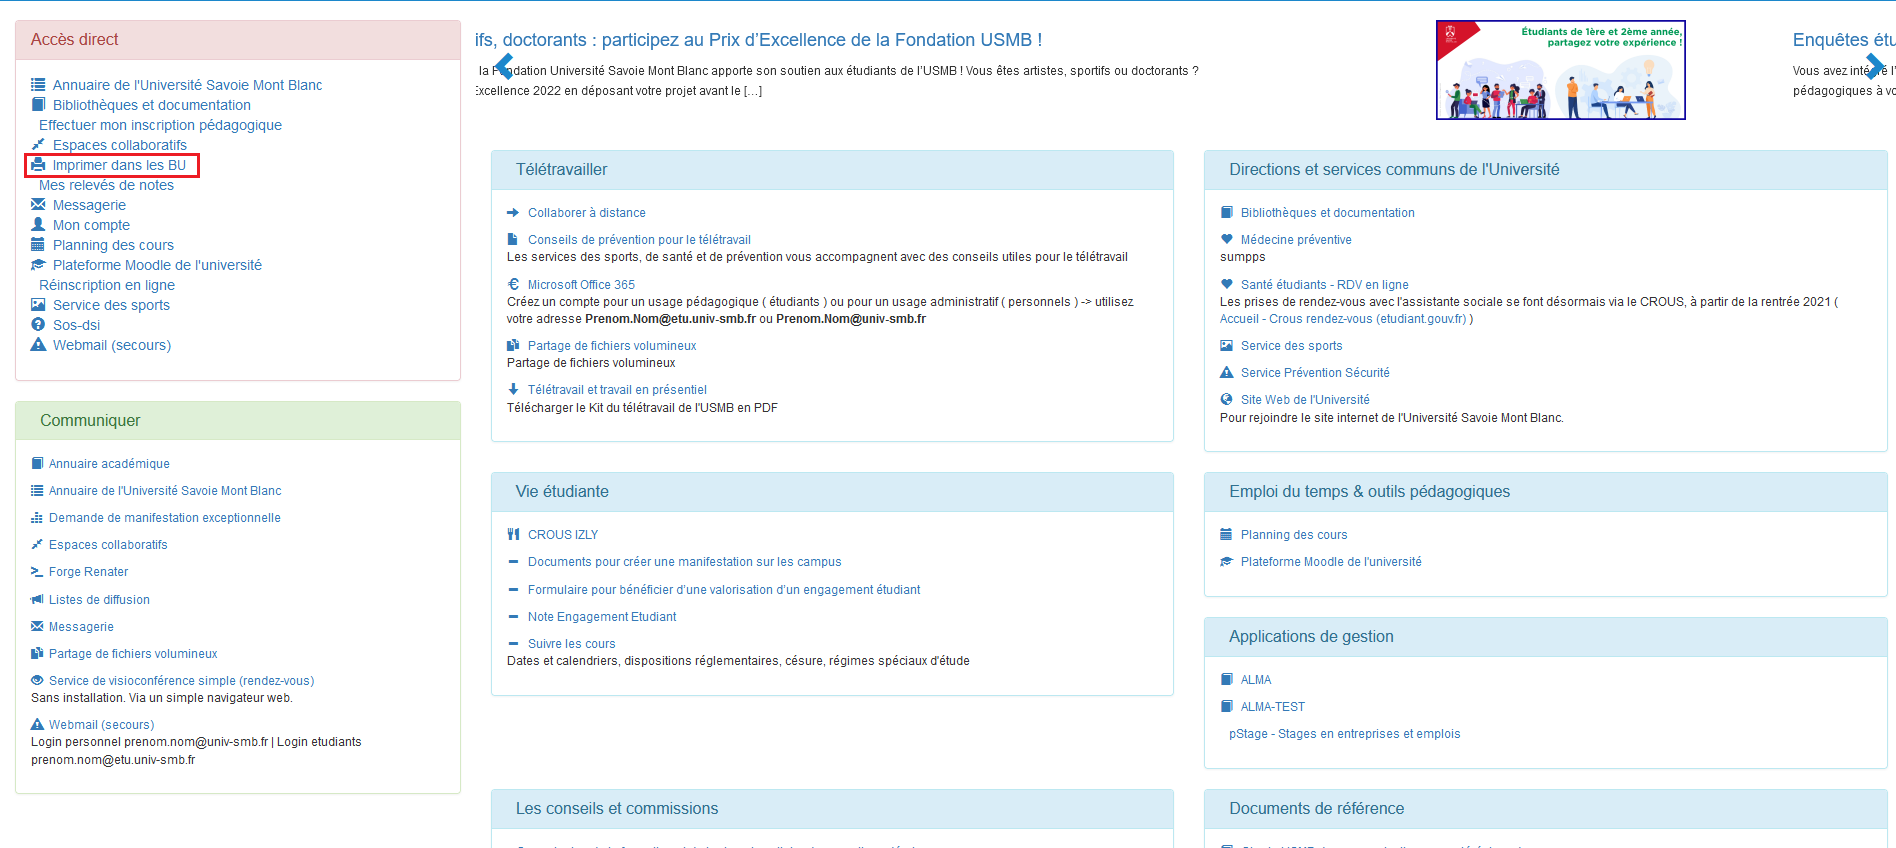 Accès direct
Annuaire de l'Université Savoie Mont Blanc
Bibliothèques et documentation
Effectuer mon inscription pédagogique
Espaces collaboratifs
Imprimer dans les BU
Mes relevés de notes
Messagerie
Mon compte
Planning des cours
Plateforme Moodle de l'université
Réinscription en ligne
Service des sports
Sos-dsi
Webmail (secours)
Communiquer
Annuaire académique
Annuaire de l'Université Savoie Mont Blanc
Demande de manifestation exceptionnelle
Espaces collaboratifs
Forge Renater
Listes de diffusion
Messagerie
Partage de fichiers volumineux
Service de visioconférence simple (rendez-vous)
Sans installation. Via un simple navigateur web.
Webmail (secours)
Login personnel prenom.nom@univ-smb.fr | Login etudiants
prenom.nom@etu.univ-smb.fr
ifs, doctorants : participez au Prix d’Excellence de la Fondation USMB !
la Fondation Université Savoie Mont Blanc apporte son soutien aux étudiants de l’USMB ! Vous êtes artistes, sportifs ou doctorants ?
Excellence 2022 en déposant votre projet avant le […]
Étudiants de 1ère et 2ème année,
partagez votre expérience !
Enquêtes étu
Vous avez intégré l’
pédagogiques à vo
Télétravailler
Collaborer à distance
Conseils de prévention pour le télétravail
Les services des sports, de santé et de prévention vous accompagnent avec des conseils utiles pour le télétravail
Microsoft Office 365
Créez un compte pour un usage pédagogique ( étudiants ) ou pour un usage administratif ( personnels ) -> utilisez
votre adresse Prenom.Nom@etu.univ-smb.fr ou Prenom.Nom@univ-smb.fr
Partage de fichiers volumineux
Partage de fichiers volumineux
Télétravail et travail en présentiel
Télécharger le Kit du télétravail de l'USMB en PDF
Vie étudiante
CROUS IZLY
Documents pour créer une manifestation sur les campus
Formulaire pour bénéficier d’une valorisation d’un engagement étudiant
Note Engagement Etudiant
Suivre les cours
Dates et calendriers, dispositions réglementaires, césure, régimes spéciaux d'étude
Les conseils et commissions
Directions et services communs de l'Université
Bibliothèques et documentation
Médecine préventive
sumpps
Santé étudiants - RDV en ligne
Les prises de rendez-vous avec l'assistante sociale se font désormais via le CROUS, à partir de la rentrée 2021 (
Accueil - Crous rendez-vous (etudiant.gouv.fr) )
Service des sports
Service Prévention Sécurité
Site Web de l'Université
Pour rejoindre le site internet de l'Université Savoie Mont Blanc.
Emploi du temps & outils pédagogiques
Planning des cours
Plateforme Moodle de l'université
Applications de gestion
ALMA
ALMA-TEST
pStage - Stages en entreprises et emplois
Documents de référence